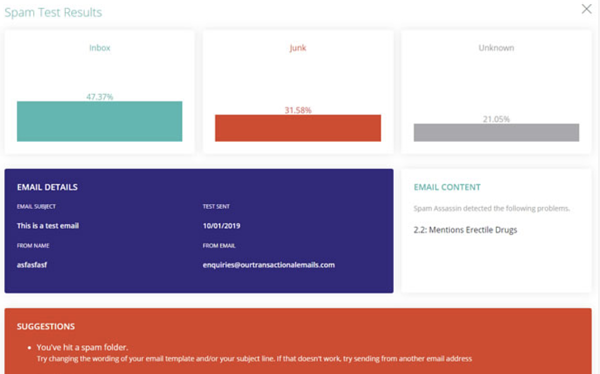 Spam Test Results
Inbox
47.37%
Junk
31.58%
Unknown
21.05%
EMAIL DETAILS
EMAIL SUBJECT
This is a test email
TEST SENT
10/01/2019
FROM NAME
asfasfasf
FROM EMAIL
enquiries@ourtransactionalemails.com
EMAIL CONTENT
Spam Assassin detected the following problems.
2.2: Mentions Erectile Drugs
SUGGESTIONS
• You've hit a spam folder.
Try changing the wording of your email template and/or your subject line. If that doesn't work, try sending from another email address